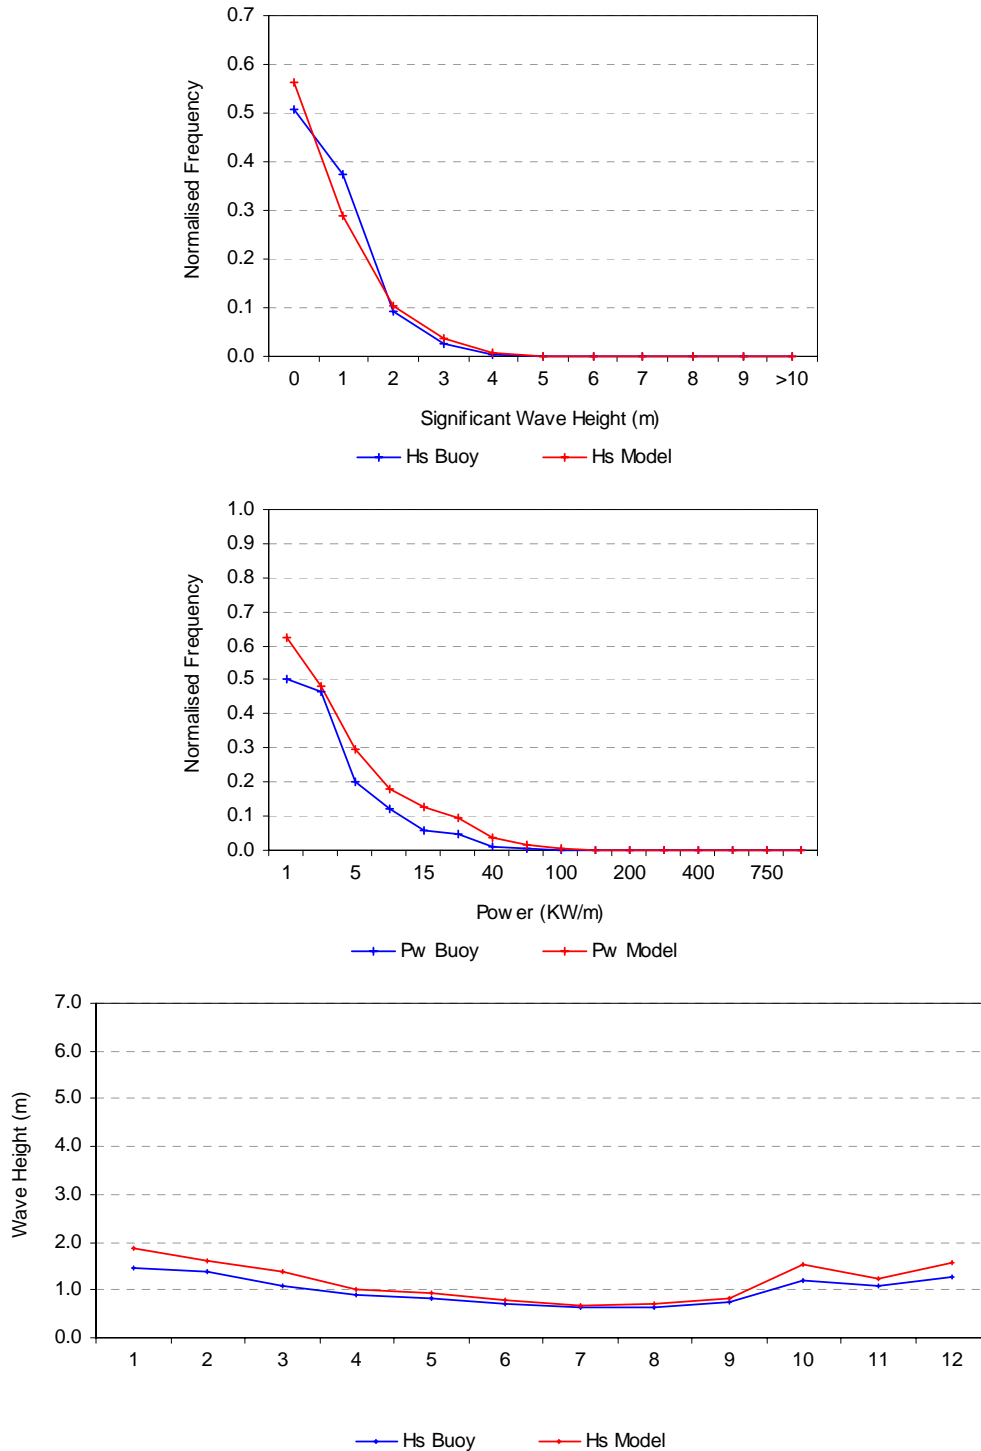 0.7
0.6
0.5
0.4
0.3
0.2
0.1
0.0
Normalised Frequency
0 1 2 3 4 5 6 7 8 9 >10
Significant Wave Height (m)
Hs Buoy Hs Model
1.0
0.9
0.8
0.7
0.6
0.5
0.4
0.3
0.2
0.1
0.0
Normalised Frequency
1 5 15 40 100 200 400 750
Power (KW/m)
Pw Buoy Pw Model
7.0
6.0
5.0
4.0
3.0
2.0
1.0
0.0
Wave Height (m)
1 2 3 4 5 6 7 8 9 10 11 12
Hs Buoy Hs Model